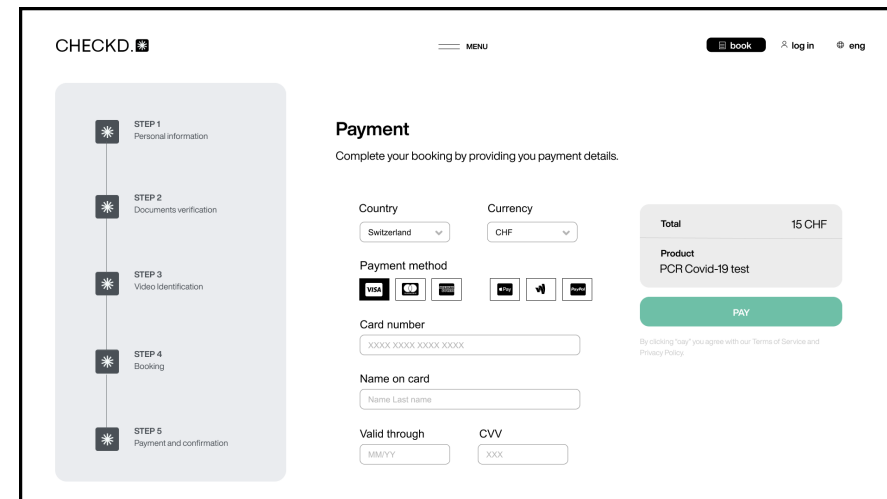 CHECKD.
MENU
book
log in
eng
STEP 1
Personal information
STEP 2
Documents verification
STEP 3
Video Identification
STEP 4
Booking
STEP 5
Payment and confirmation
Payment
Complete your booking by providing you payment details.
Country
Currency
Switzerland
CHF
Payment method
VISA
Pay
PayPal
Card number
XXXX XXXX XXXX XXXX
Name on card
Name Last name
Valid through
CVV
MM/YY
XXX
Total
15 CHF
Product
PCR Covid-19 test
PAY
By clicking "pay" you agree with our Terms of Service and
Privacy Policy.